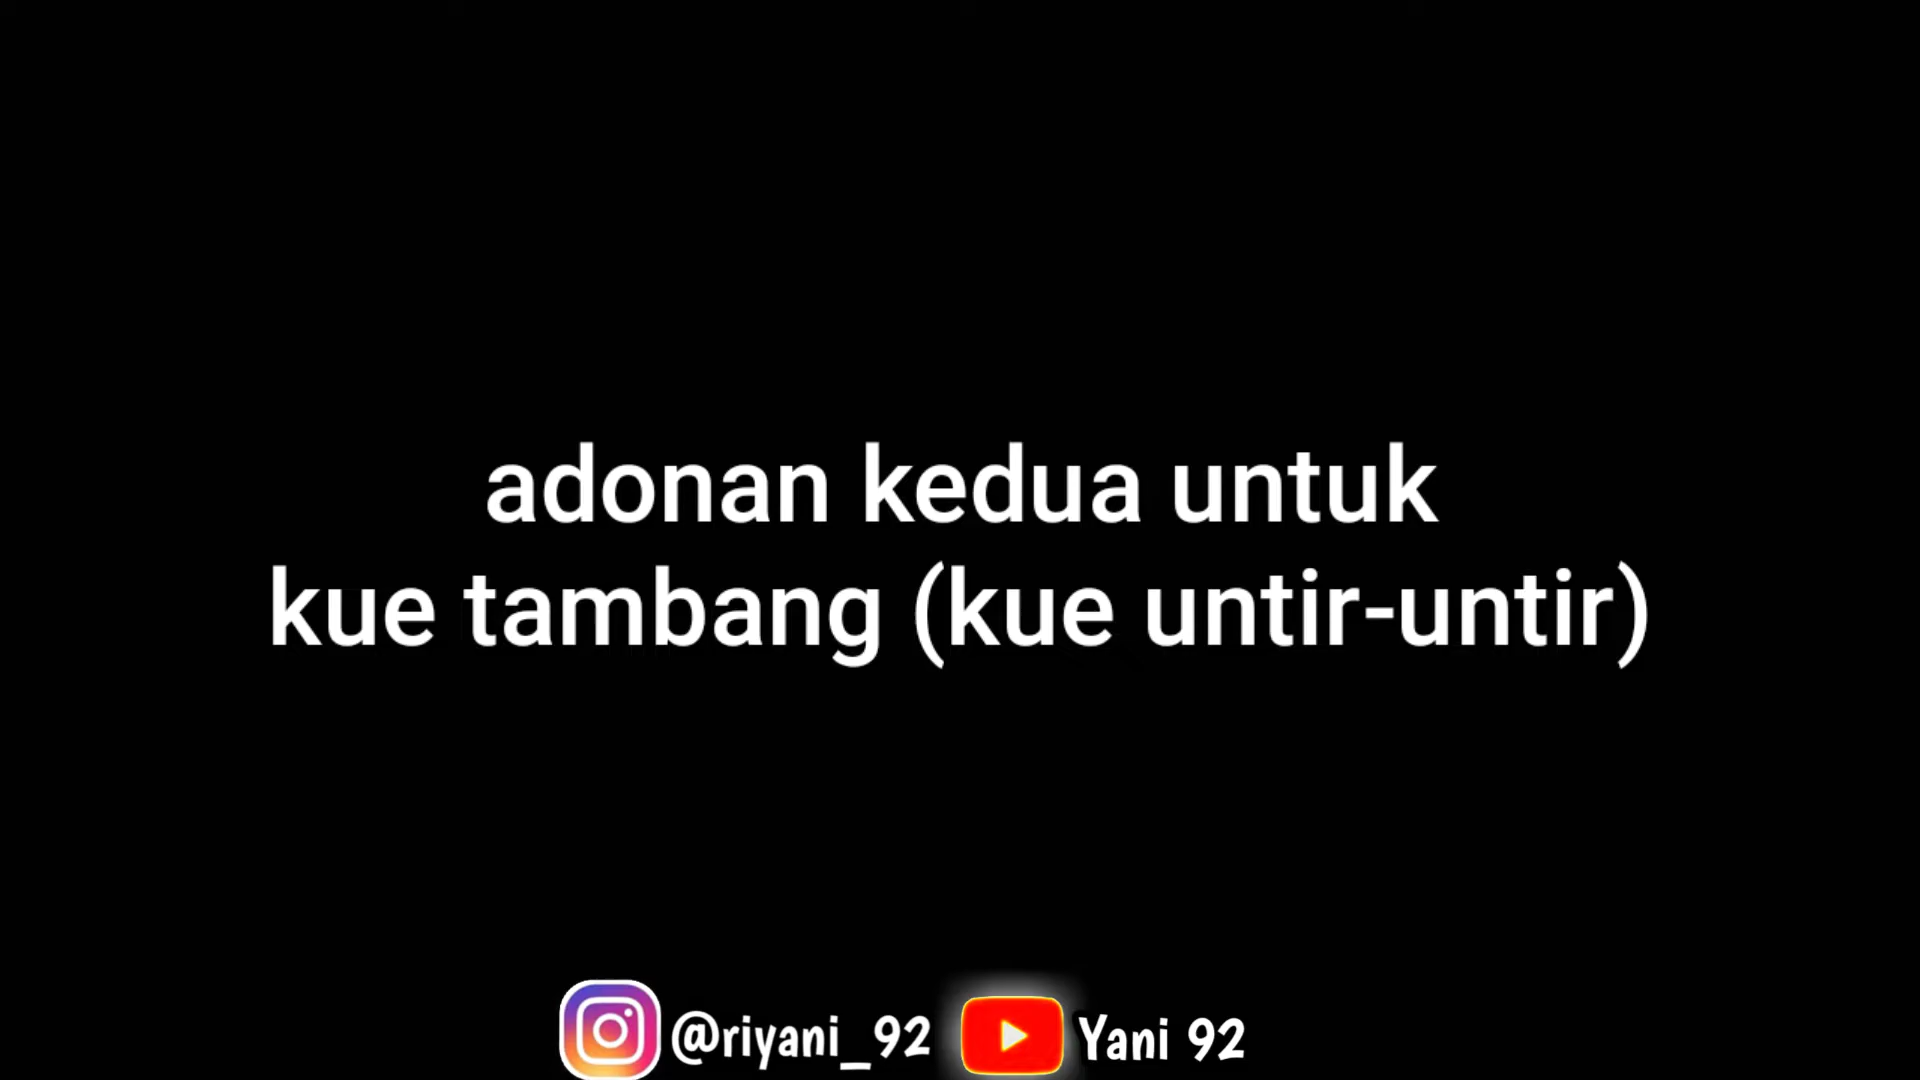 adonan kedua untuk
kue tambang (kue untir-untir)
@riyani_92 Yani 92